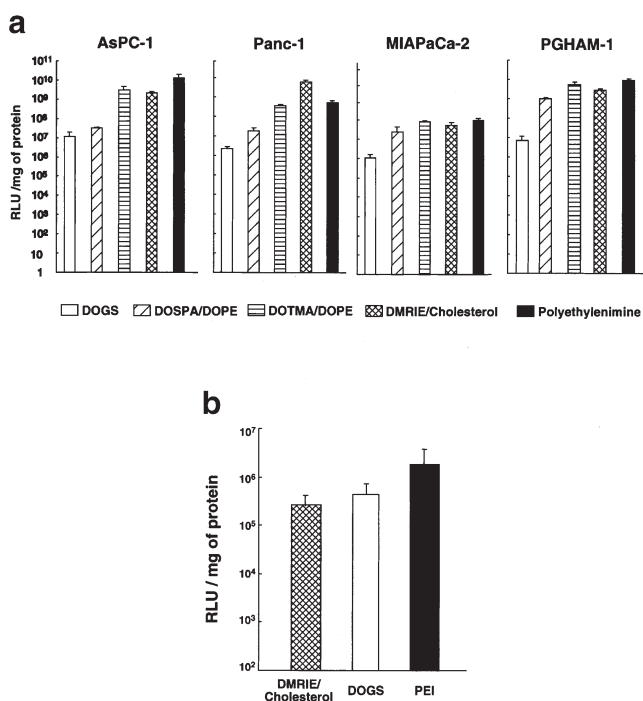 a
AsPC-1 Panc-1 MIAPaCa-2 PGHAM-1
RLU /mg of protein
10¹¹
10¹⁰
10⁹
10⁸
10⁷
10⁶
10⁵
10⁴
10³
10²
10
1
DOGS DOSPA/DOPE DOTMA/DOPE DMRIE/Cholesterol Polyethylenimine
b
RLU / mg of protein
10⁷
10⁶
10⁵
10⁴
10³
10²
DMRIE/ DOGS PEI
Cholesterol